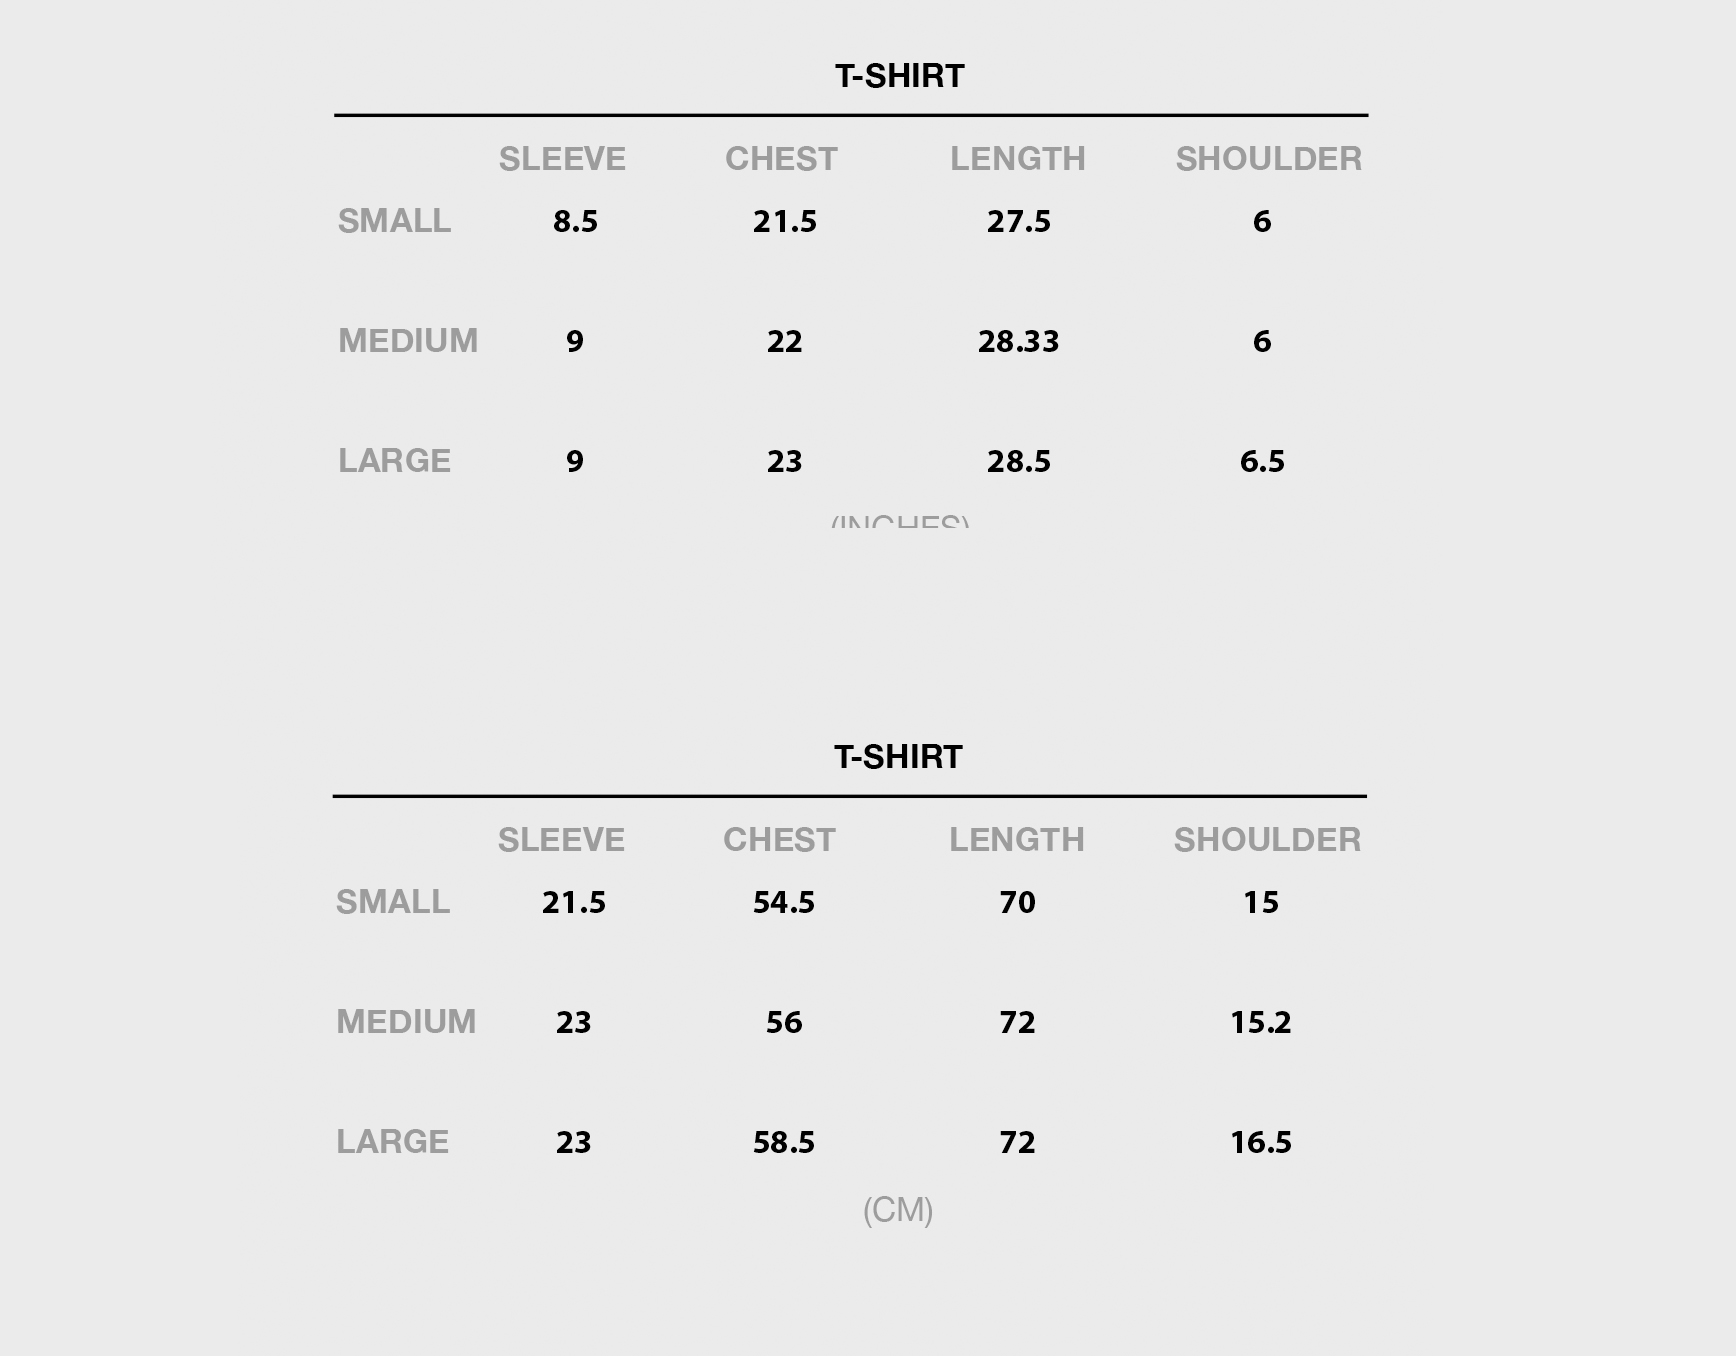 T-SHIRT
SLEEVE CHEST LENGTH SHOULDER
SMALL 8.5 21.5 27.5 6
MEDIUM 9 22 28.33 6
LARGE 9 23 28.5 6.5
(INCHES)
T-SHIRT
SLEEVE CHEST LENGTH SHOULDER
SMALL 21.5 54.5 70 15
MEDIUM 23 56 72 15.2
LARGE 23 58.5 72 16.5
(CM)